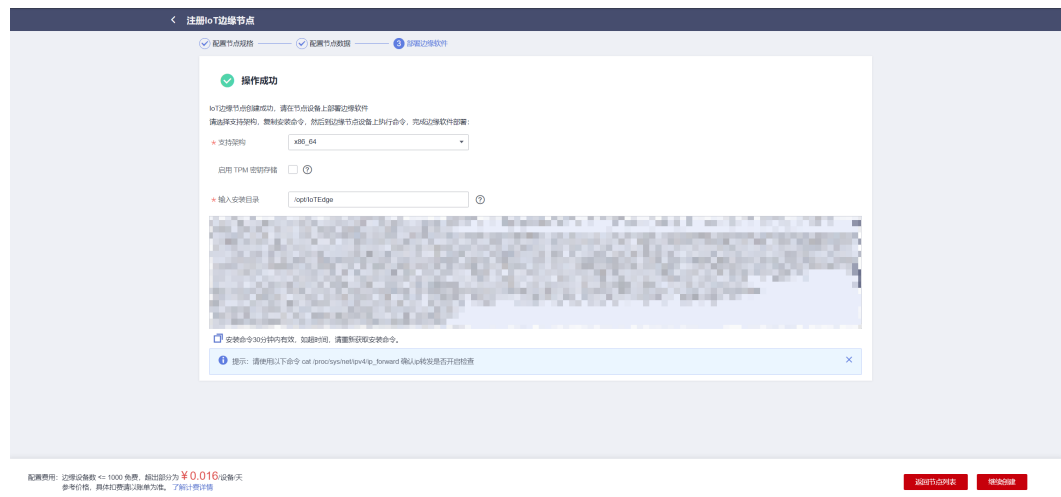 注册IoT边缘节点
配置节点规格
配置节点数据
3 部署边缘软件
操作成功
IoT边缘节点创建成功，请在节点设备上部署边缘软件
请选择支持架构，复制安装命令，然后到边缘节点设备上执行命令，完成边缘软件部署：
* 支持架构 x86_64
启用 TPM 密钥存储
* 输入安装目录 /opt/IoTEdge
安装命令30分钟内有效，如超时间，请重新获取安装命令。
提示：请使用以下命令 cat /proc/sys/net/ipv4/ip_forward 确认ip转发是否开启检查
配置费用：边缘设备数 <= 1000 免费，超出部分为 ¥0.016/设备/天
参考价格，具体扣费请以账单为准。 了解计费详情
返回节点列表
继续创建